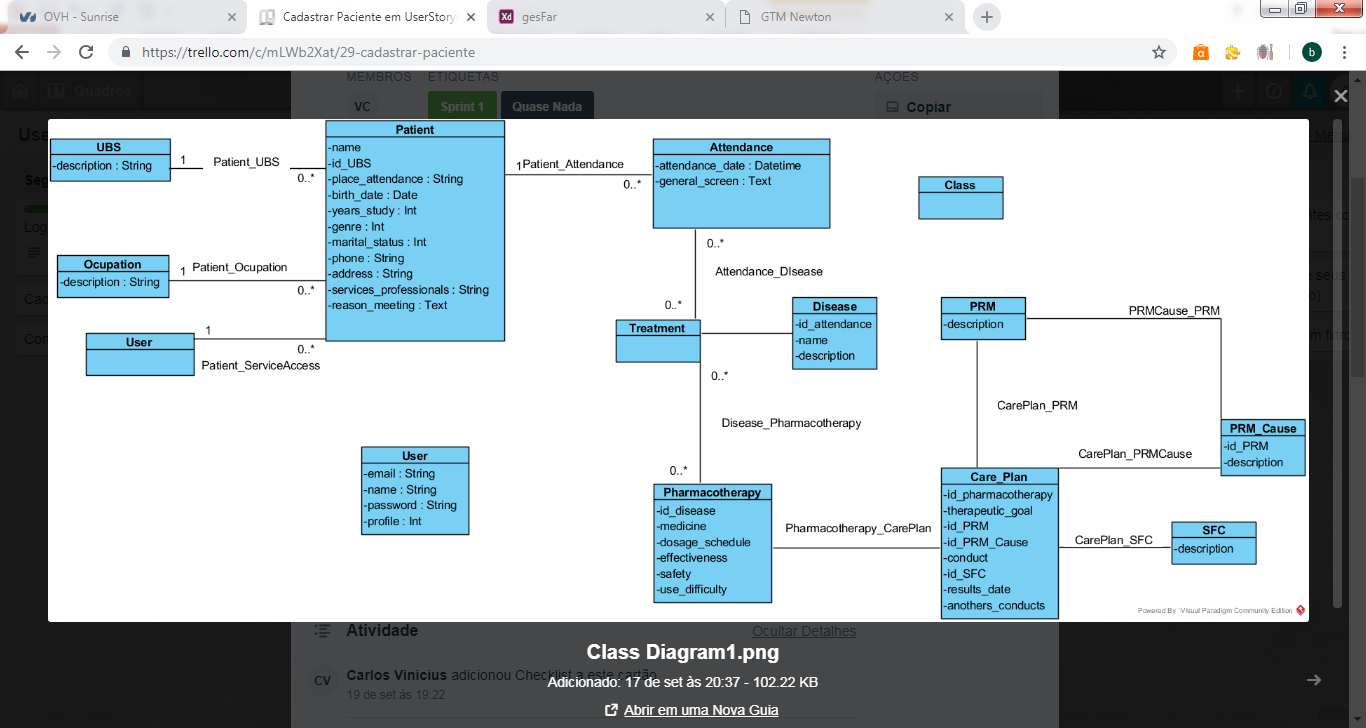 OVH - Sunrise
Cadastrar Paciente em UserStory
gesFar
GTM Newton
https://trello.com/c/mLWb2Xat/29-cadastrar-paciente
Quadros
MEMBROS
ETIQUETAS
AÇÕES
VC
Sprint 1
Quase Nada
Copiar
UBS
-description : String
1
Patient_UBS
0..*
Patient
-name
-id_UBS
-place_attendance : String
-birth_date : Date
-years_study : Int
-genre : Int
-marital_status : Int
-phone : String
-address : String
-services_professionals : String
-reason_meeting : Text
1
Patient_Attendance
0..*
Attendance
-attendance_date : Datetime
-general_screen : Text
Class
Ocupation
-description : String
1
Patient_Ocupation
0..*
User
1
0..*
Patient_ServiceAccess
0..*
Attendance_DIsease
0..*
Treatment
Disease
-id_attendance
-name
-description
PRM
-description
PRMCause_PRM
0..*
Disease_Pharmacotherapy
0..*
CarePlan_PRM
PRM_Cause
-id_PRM
-description
CarePlan_PRMCause
User
-email : String
-name : String
-password : String
-profile : Int
Pharmacotherapy
-id_disease
-medicine
-dosage_schedule
-effectiveness
-safety
-use_difficulty
Pharmacotherapy_CarePlan
Care_Plan
-id_pharmacotherapy
-therapeutic_goal
-id_PRM
-id_PRM_Cause
-conduct
-id_SFC
-results_date
-anothers_conducts
CarePlan_SFC
SFC
-description
Powered By Visual Paradigm Community Edition
Atividade
Ocultar Detalhes
Class Diagram1.png
CV
Carlos Vinicius adicionou Checklist a este cartão
Adicionado: 17 de set às 20:37 - 102.22 KB
19 de set às 19:22
Abrir em uma Nova Guia